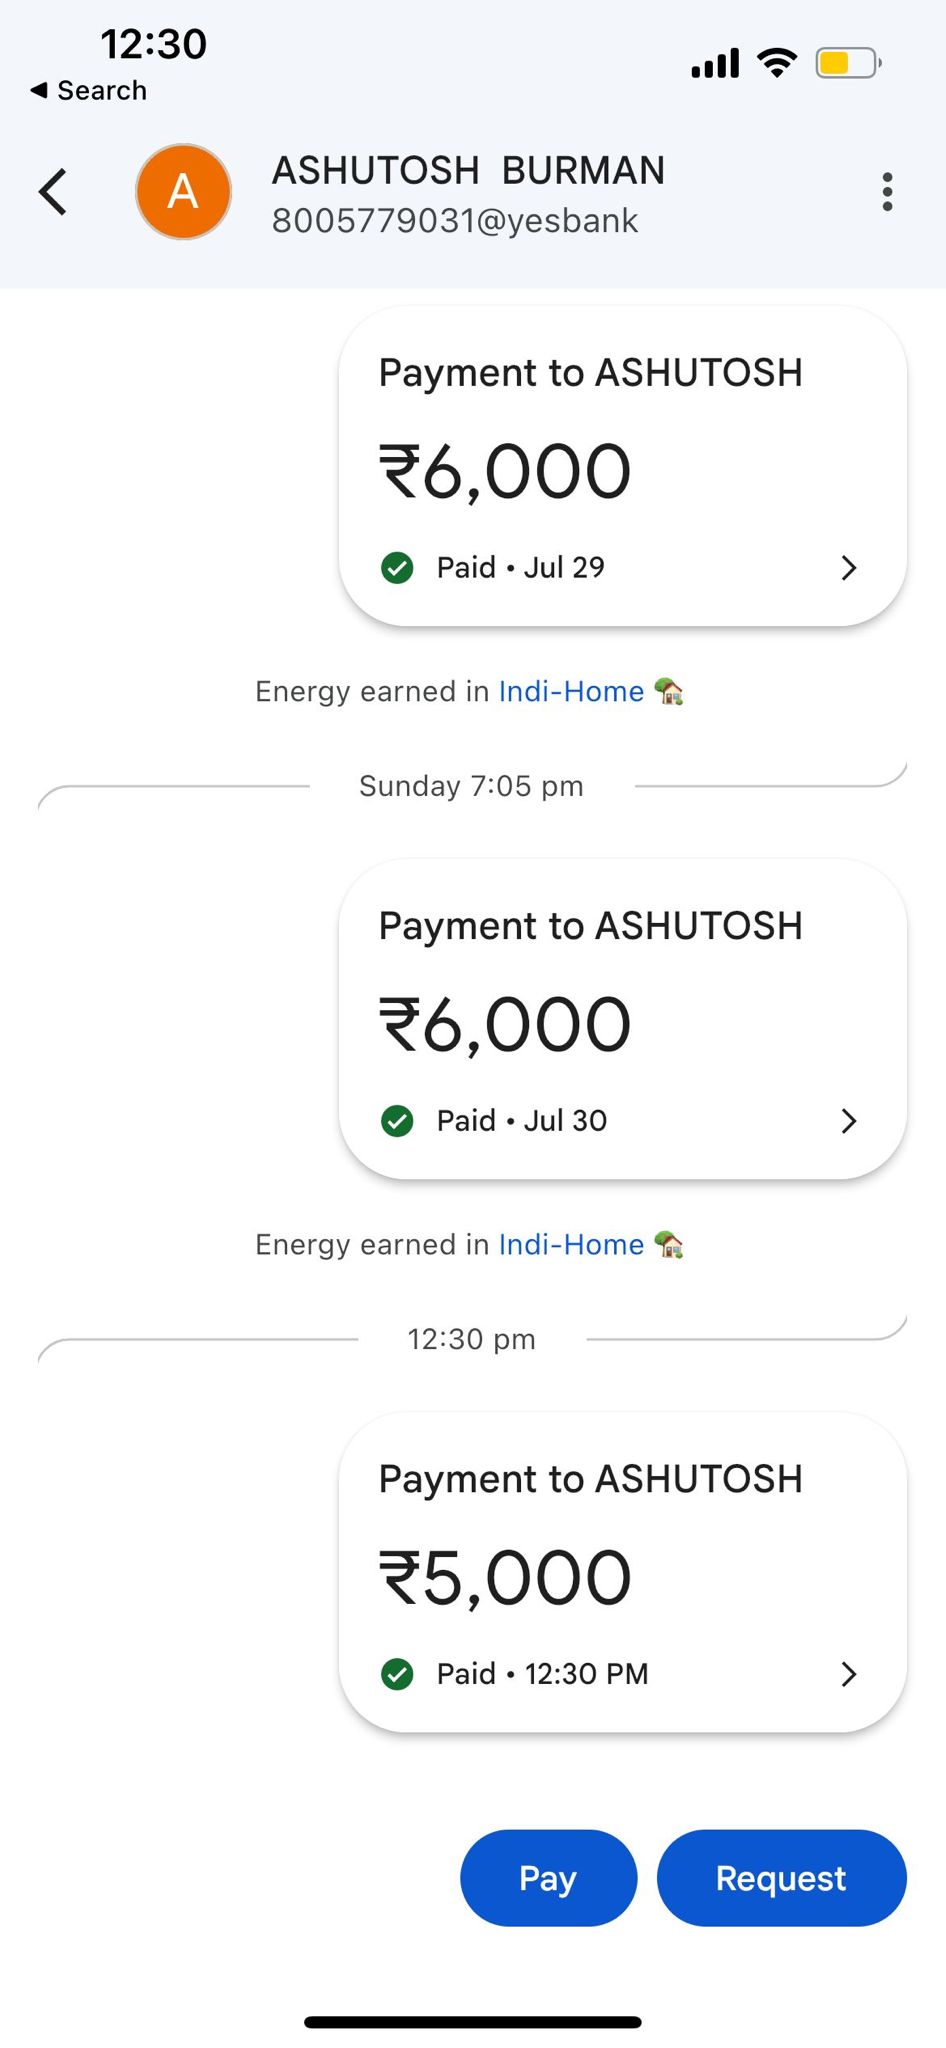 12:30
◀ Search
A
ASHUTOSH BURMAN
8005779031@yesbank
Payment to ASHUTOSH
₹6,000
Paid • Jul 29
Energy earned in Indi-Home 🏡
Sunday 7:05 pm
Payment to ASHUTOSH
₹6,000
Paid • Jul 30
Energy earned in Indi-Home 🏡
12:30 pm
Payment to ASHUTOSH
₹5,000
Paid • 12:30 PM
Pay Request